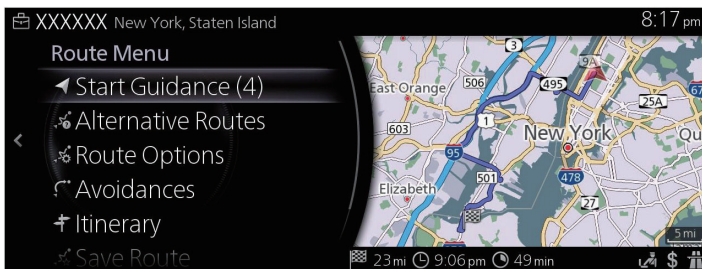 XXXXXX New York, Staten Island
8:17 pm
Route Menu
Start Guidance (4)
Alternative Routes
Route Options
Avoidances
Itinerary
Save Route
3
9A
East Orange
506
495
67
25A
603
1
New York
Qu
95
Elizabeth
501
478
27
5 mi
23 mi 9:06 pm 49 min
$